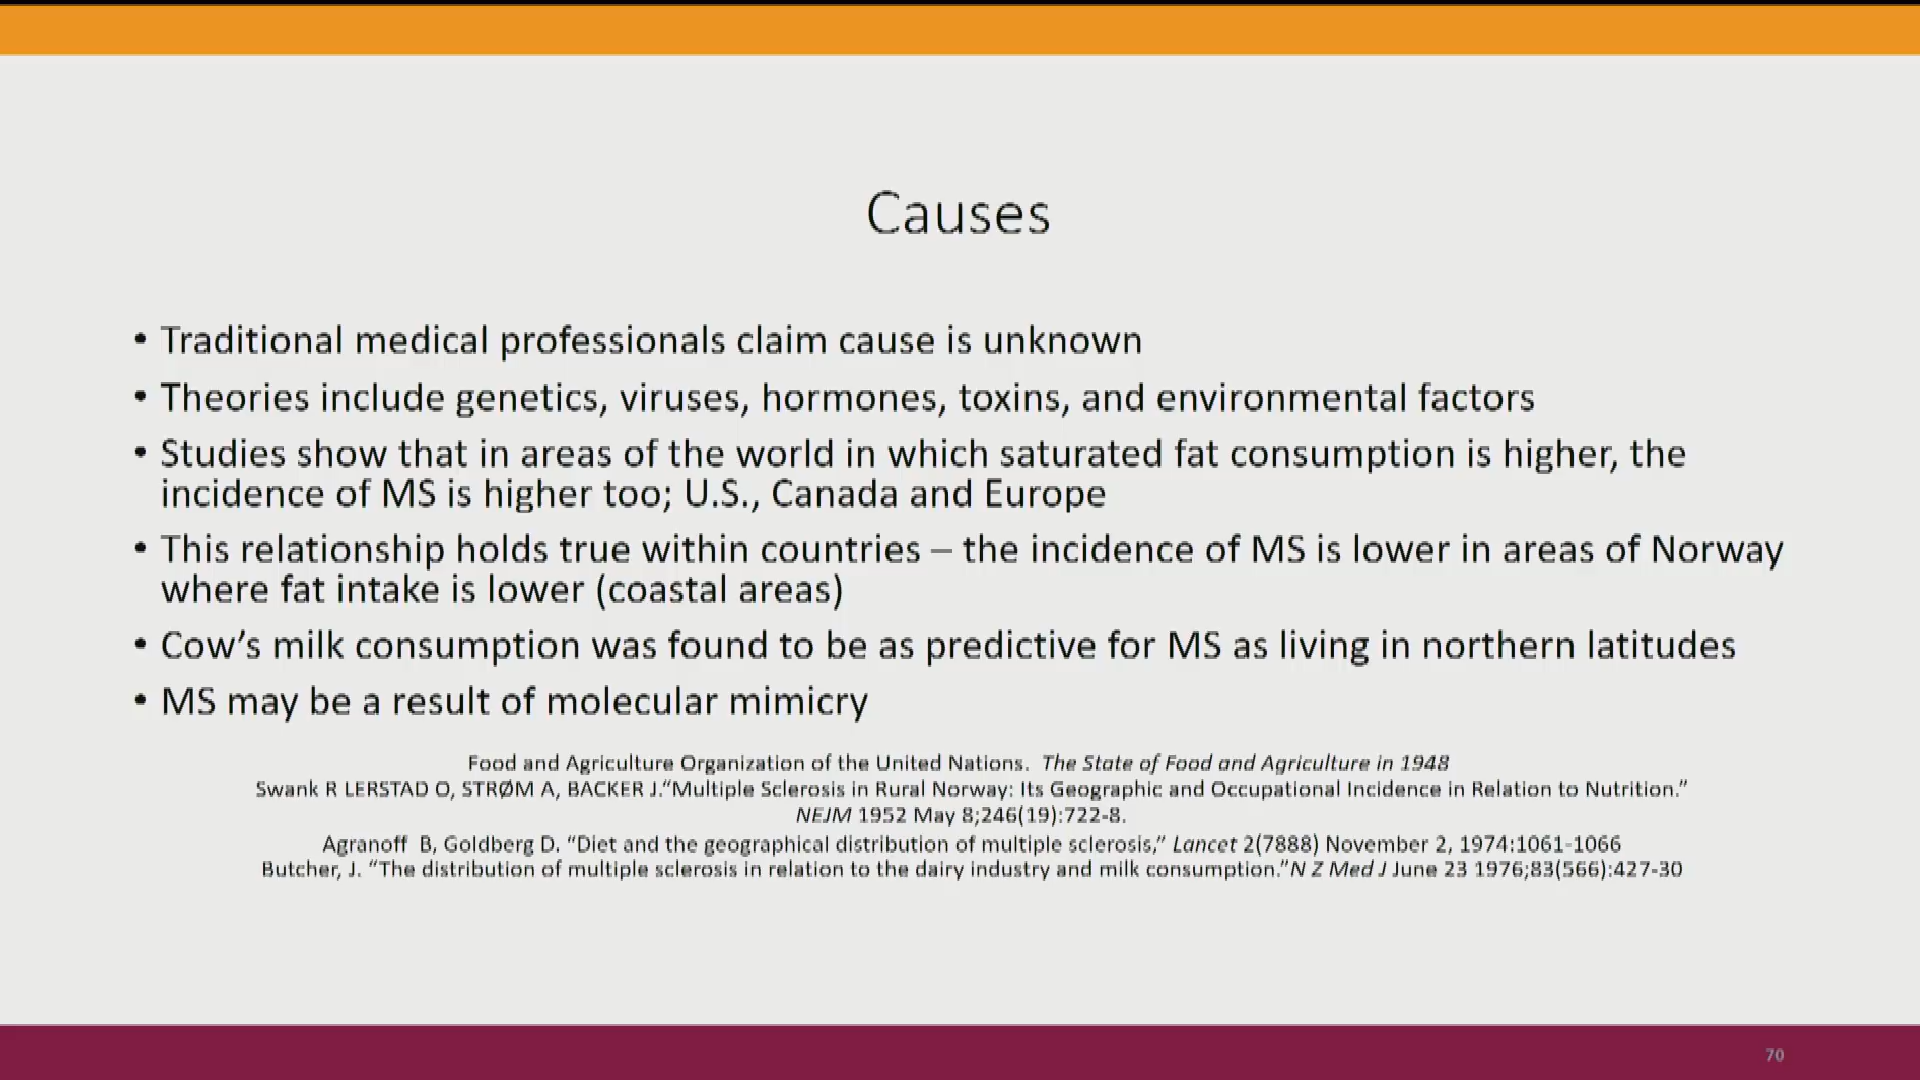 Causes
• Traditional medical professionals claim cause is unknown
• Theories include genetics, viruses, hormones, toxins, and environmental factors
• Studies show that in areas of the world in which saturated fat consumption is higher, the
incidence of MS is higher too; U.S., Canada and Europe
• This relationship holds true within countries – the incidence of MS is lower in areas of Norway
where fat intake is lower (coastal areas)
• Cow’s milk consumption was found to be as predictive for MS as living in northern latitudes
• MS may be a result of molecular mimicry
Food and Agriculture Organization of the United Nations. The State of Food and Agriculture in 1948
Swank R LERSTAD O, STRØM A, BACKER J.“Multiple Sclerosis in Rural Norway: Its Geographic and Occupational Incidence in Relation to Nutrition.”
NEJM 1952 May 8;246(19):722-8.
Agranoff B, Goldberg D. “Diet and the geographical distribution of multiple sclerosis,” Lancet 2(7888) November 2, 1974:1061-1066
Butcher, J. “The distribution of multiple sclerosis in relation to the dairy industry and milk consumption.”N Z Med J June 23 1976;83(566):427-30
70